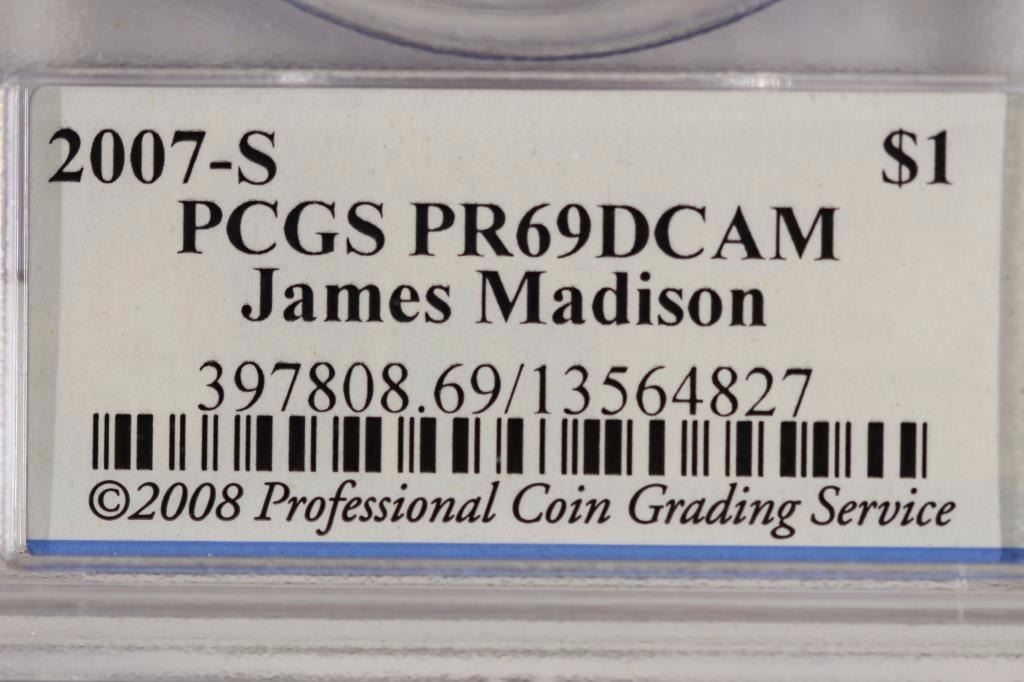 2007-S $1
PCGS PR69DCAM
James Madison
397808.69/13564827
©2008 Professional Coin Grading Service